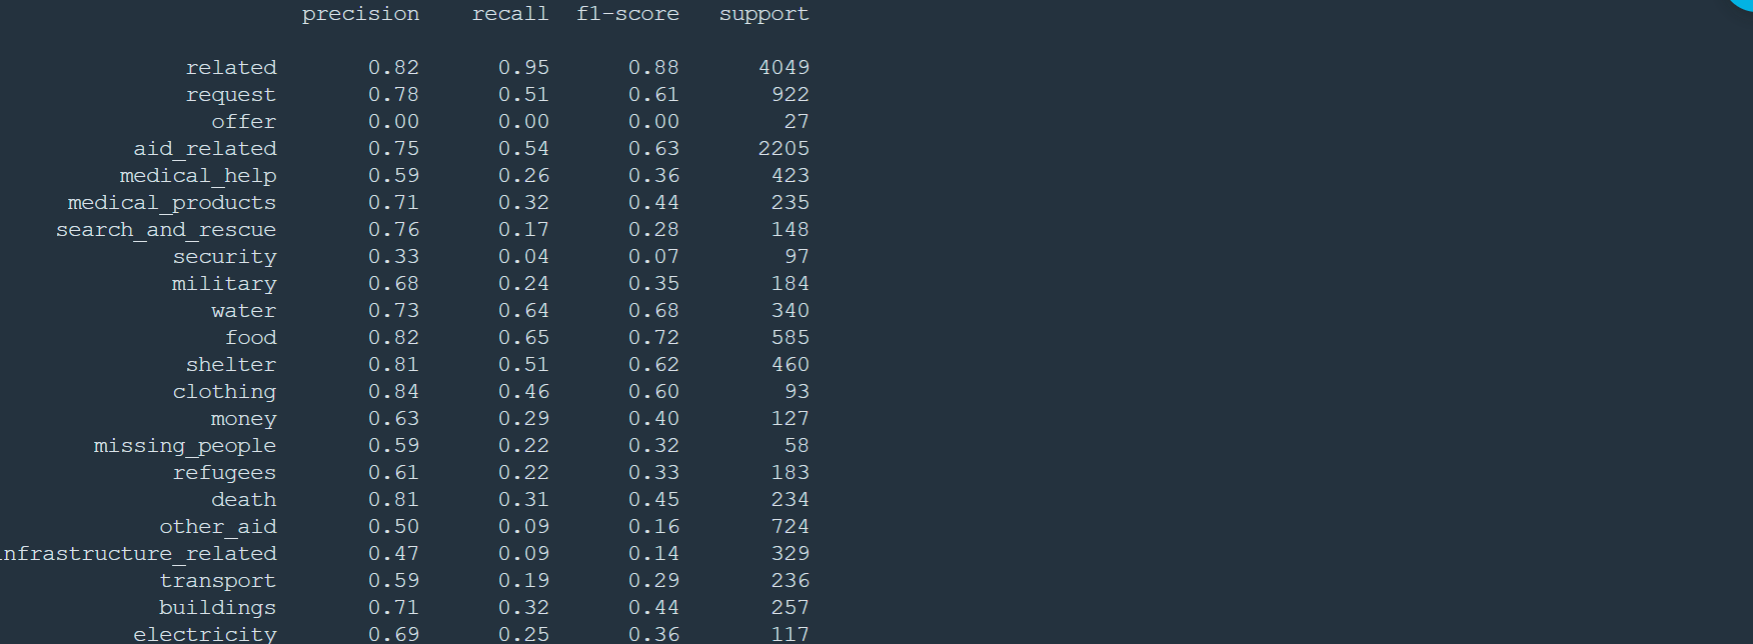 precision recall f1-score support
related 0.82 0.95 0.88 4049
request 0.78 0.51 0.61 922
offer 0.00 0.00 0.00 27
aid_related 0.75 0.54 0.63 2205
medical_help 0.59 0.26 0.36 423
medical_products 0.71 0.32 0.44 235
search_and_rescue 0.76 0.17 0.28 148
security 0.33 0.04 0.07 97
military 0.68 0.24 0.35 184
water 0.73 0.64 0.68 340
food 0.82 0.65 0.72 585
shelter 0.81 0.51 0.62 460
clothing 0.84 0.46 0.60 93
money 0.63 0.29 0.40 127
missing_people 0.59 0.22 0.32 58
refugees 0.61 0.22 0.33 183
death 0.81 0.31 0.45 234
other_aid 0.50 0.09 0.16 724
nfrastructure_related 0.47 0.09 0.14 329
transport 0.59 0.19 0.29 236
buildings 0.71 0.32 0.44 257
electricity 0.69 0.25 0.36 117